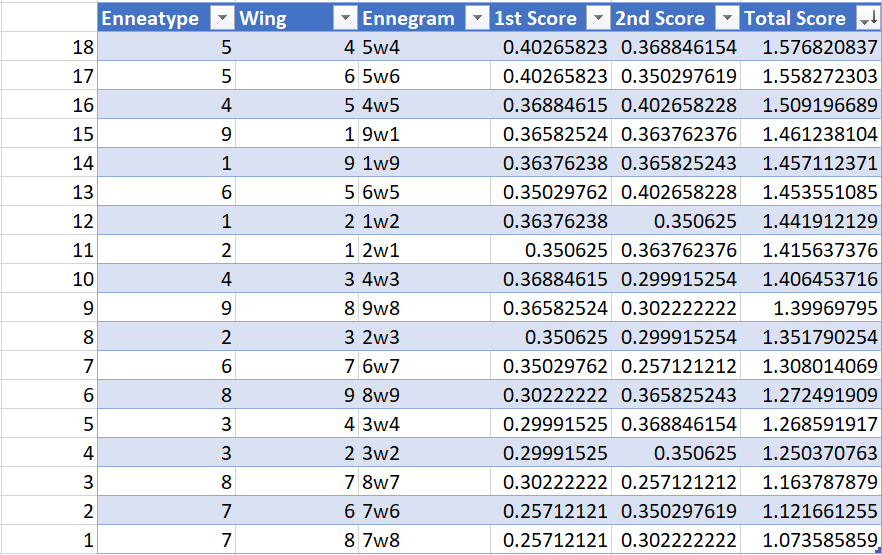 Enneatype Wing Ennegram 1st Score 2nd Score Total Score
18 5 4 5w4 0.40265823 0.368846154 1.576820837
17 5 6 5w6 0.40265823 0.350297619 1.558272303
16 4 5 4w5 0.36884615 0.402658228 1.509196689
15 9 1 9w1 0.36582524 0.363762376 1.461238104
14 1 9 1w9 0.36376238 0.365825243 1.457112371
13 6 5 6w5 0.35029762 0.402658228 1.453551085
12 1 2 1w2 0.36376238 0.350625 1.441912129
11 2 1 2w1 0.350625 0.363762376 1.415637376
10 4 3 4w3 0.36884615 0.299915254 1.406453716
9 9 8 9w8 0.36582524 0.302222222 1.39969795
8 2 3 2w3 0.350625 0.299915254 1.351790254
7 6 7 6w7 0.35029762 0.257121212 1.308014069
6 8 9 8w9 0.30222222 0.365825243 1.272491909
5 3 4 3w4 0.29991525 0.368846154 1.268591917
4 3 2 3w2 0.29991525 0.350625 1.250370763
3 8 7 8w7 0.30222222 0.257121212 1.163787879
2 7 6 7w6 0.25712121 0.350297619 1.121661255
1 7 8 7w8 0.25712121 0.302222222 1.073585859